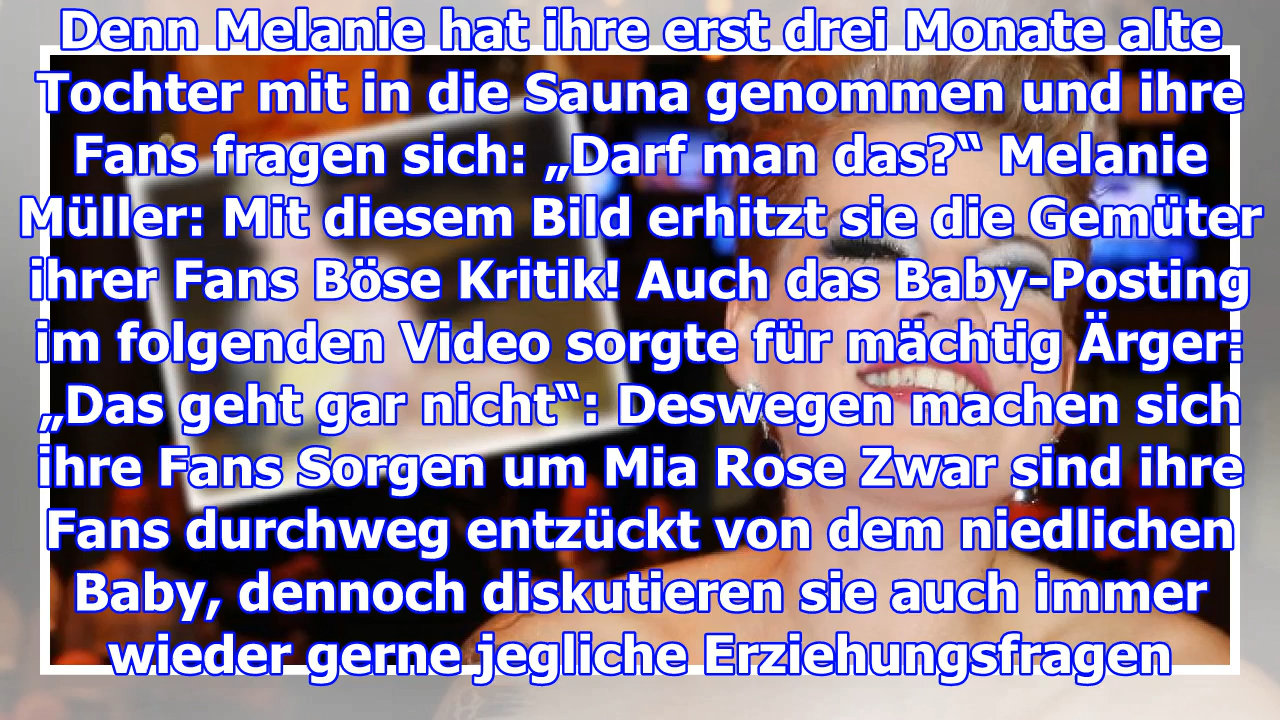 Denn Melanie hat ihre erst drei Monate alte
Tochter mit in die Sauna genommen und ihre
Fans fragen sich: „Darf man das?“ Melanie
Müller: Mit diesem Bild erhitzt sie die Gemüter
ihrer Fans Böse Kritik! Auch das Baby-Posting
im folgenden Video sorgte für mächtig Ärger:
„Das geht gar nicht“: Deswegen machen sich
ihre Fans Sorgen um Mia Rose Zwar sind ihre
Fans durchweg entzückt von dem niedlichen
Baby, dennoch diskutieren sie auch immer
wieder gerne jegliche Erziehungsfragen